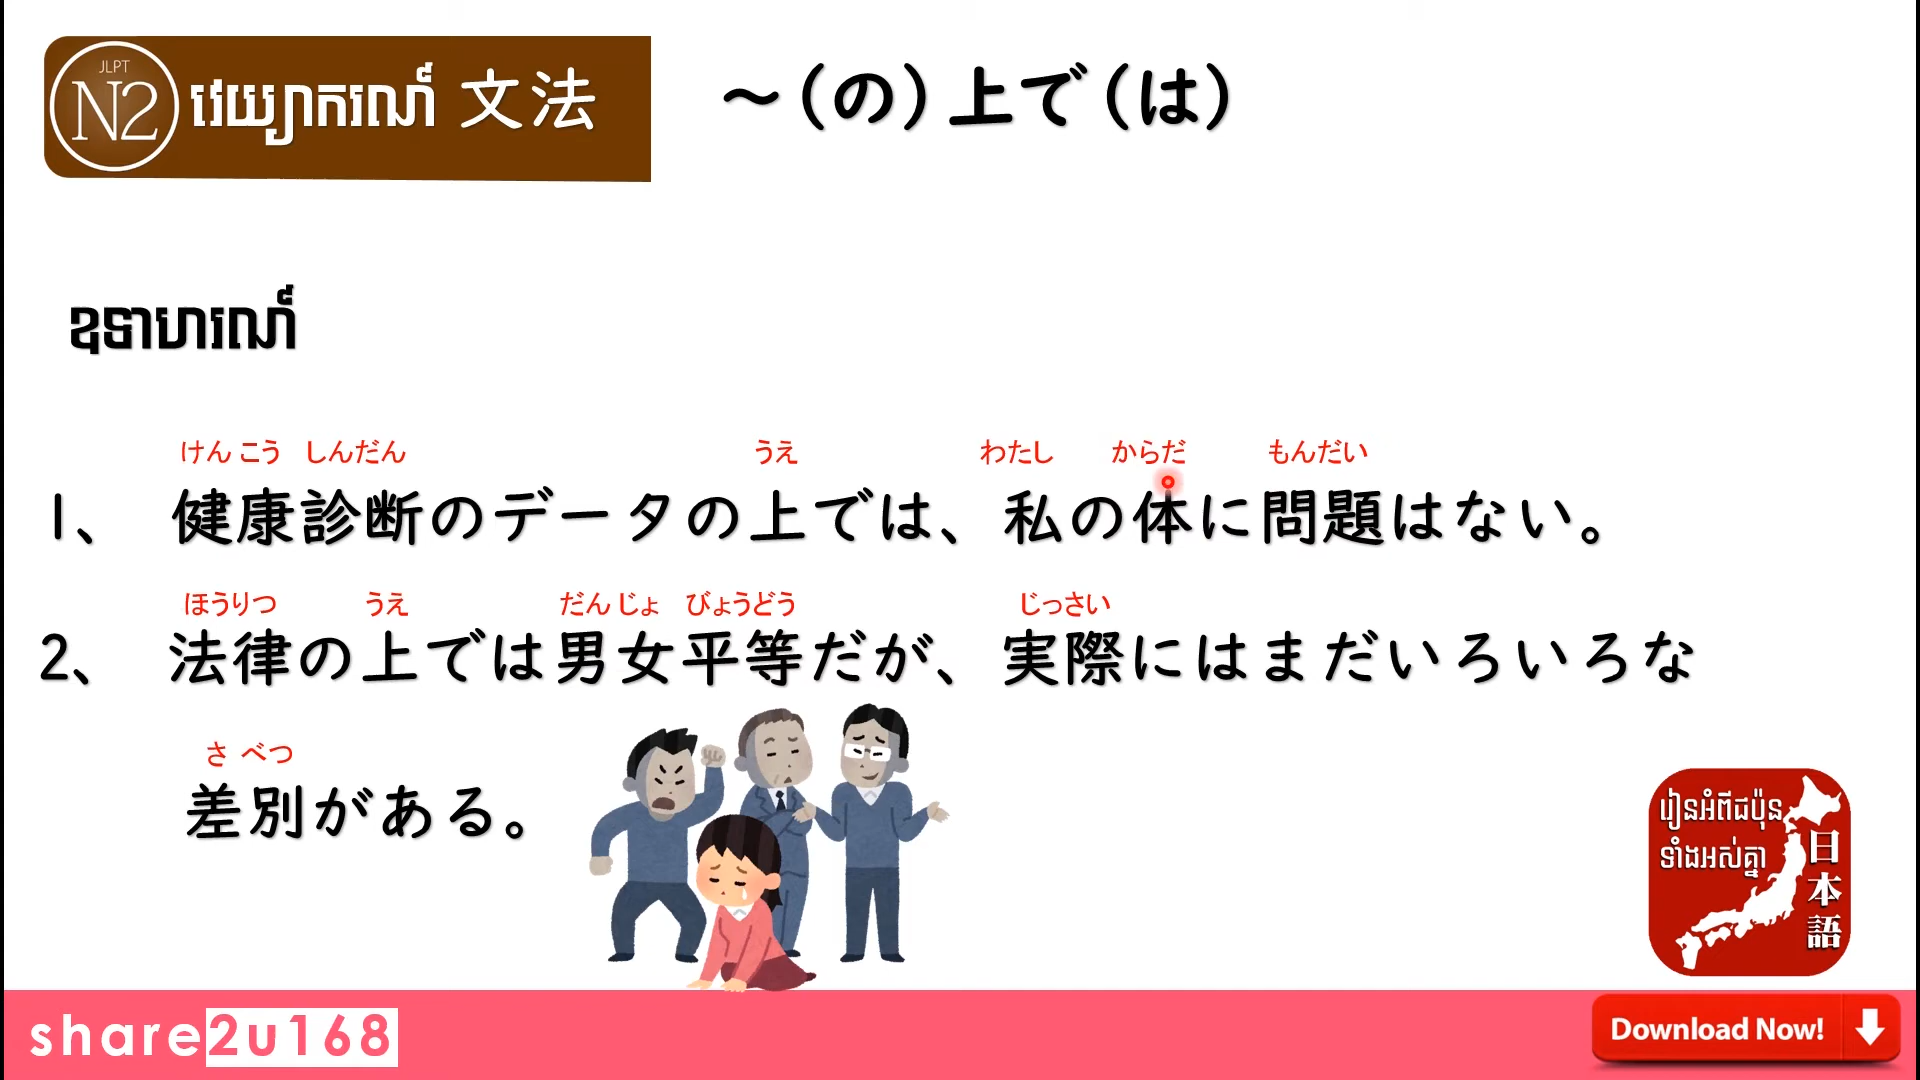 JLPT
N2 វេយ្យាករណ៍ 文法 ～(の)上で(は)
ឧទាហរណ៍
けん こう しんだん うえ わたし からだ もんだい
1、 健康診断のデータの上では、私の体に問題はない。
ほうりつ うえ だん じょ びょうどう じっさい
2、 法律の上では男女平等だが、実際にはまだいろいろな
さ べつ
差別がある。
រៀនអំពីជប៉ុន
ទាំងអស់គ្នា
日本語
share2u168
Download Now!